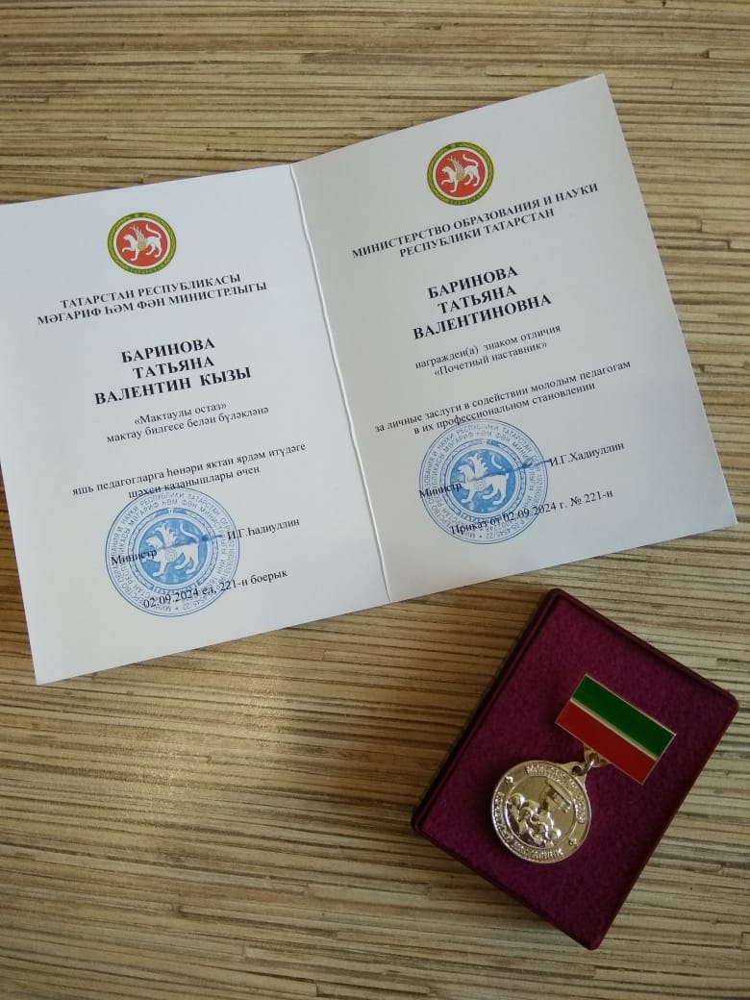 ТАТАРСТАН РЕСПУБЛИКАСЫ
МӘГАРИФ ҺӘМ ФӘН МИНИСТРЛЫГЫ
БАРИНОВА
ТАТЬЯНА
ВАЛЕНТИН КЫЗЫ
«Мактаулы остаз»
мактау билгесе белән бүләкләнә
яшь педагогларга һөнәри яктан ярдәм итүдәге
шәхси казанышлары өчен
Министр И.Г.Һадиуллин
02.09.2024 ел, 221-н боерык
МИНИСТЕРСТВО ОБРАЗОВАНИЯ И НАУКИ
РЕСПУБЛИКИ ТАТАРСТАН
БАРИНОВА
ТАТЬЯНА
ВАЛЕНТИНОВНА
награжден(а) знаком отличия
«Почетный наставник»
за личные заслуги в содействии молодым педагогам
в их профессиональном становлении
Министр И.Г.Хадиуллин
Приказ от 02.09.2024 г. № 221-н